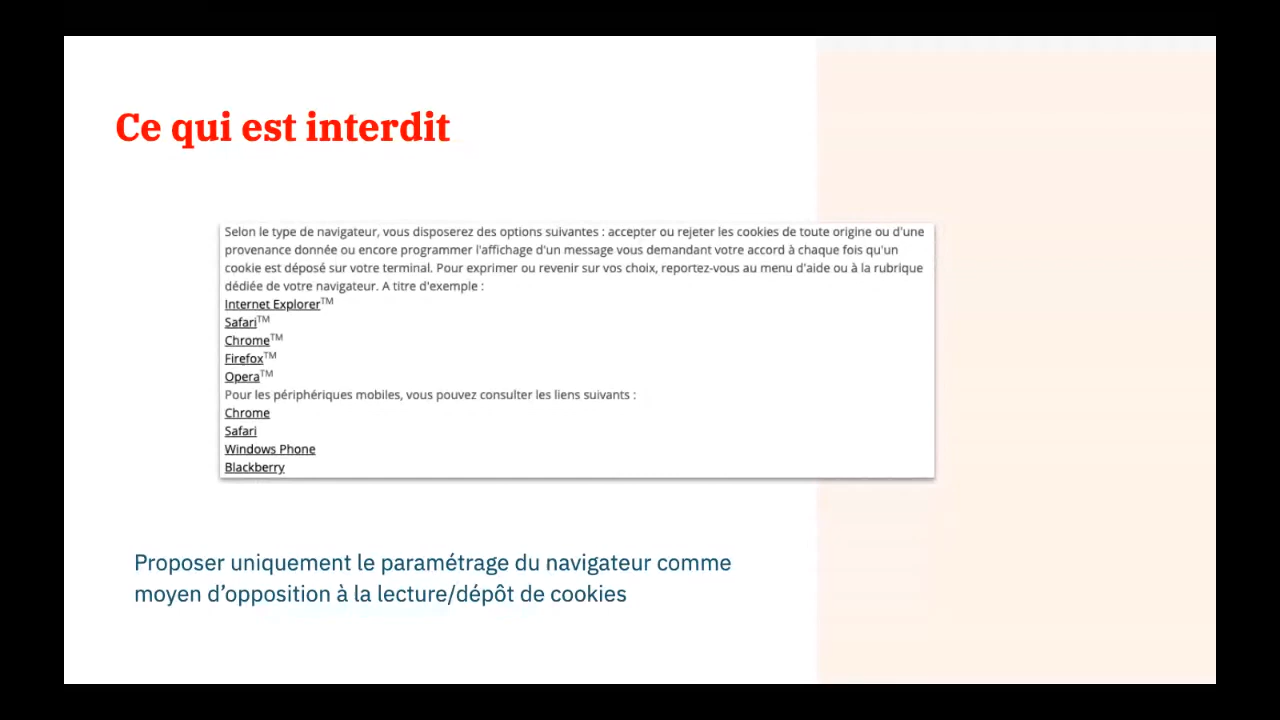 Ce qui est interdit
Selon le type de navigateur, vous disposerez des options suivantes : accepter ou rejeter les cookies de toute origine ou d'une
provenance donnée ou encore programmer l'affichage d'un message vous demandant votre accord à chaque fois qu'un
cookie est déposé sur votre terminal. Pour exprimer ou revenir sur vos choix, reportez-vous au menu d'aide ou à la rubrique
dédiée de votre navigateur. A titre d'exemple :
Internet Explorer™
Safari™
Chrome™
Firefox™
Opera™
Pour les périphériques mobiles, vous pouvez consulter les liens suivants :
Chrome
Safari
Windows Phone
Blackberry
Proposer uniquement le paramétrage du navigateur comme
moyen d’opposition à la lecture/dépôt de cookies